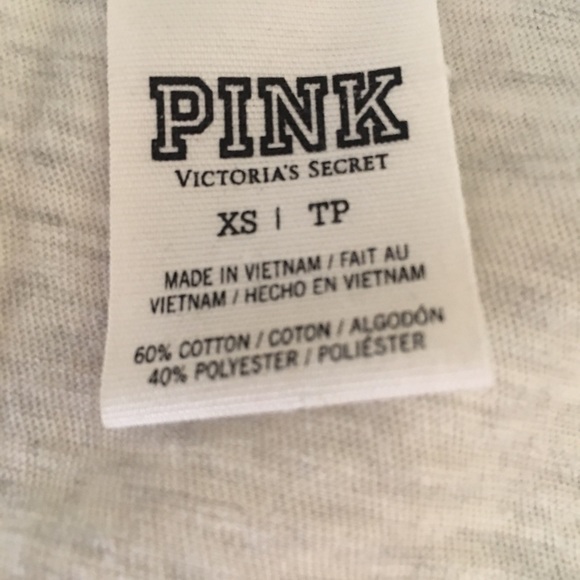 PINK
VICTORIA'S SECRET
XS | TP
MADE IN VIETNAM / FAIT AU
VIETNAM / HECHO EN VIETNAM
60% COTTON / COTON / ALGODÓN
40% POLYESTER / POLIÉSTER